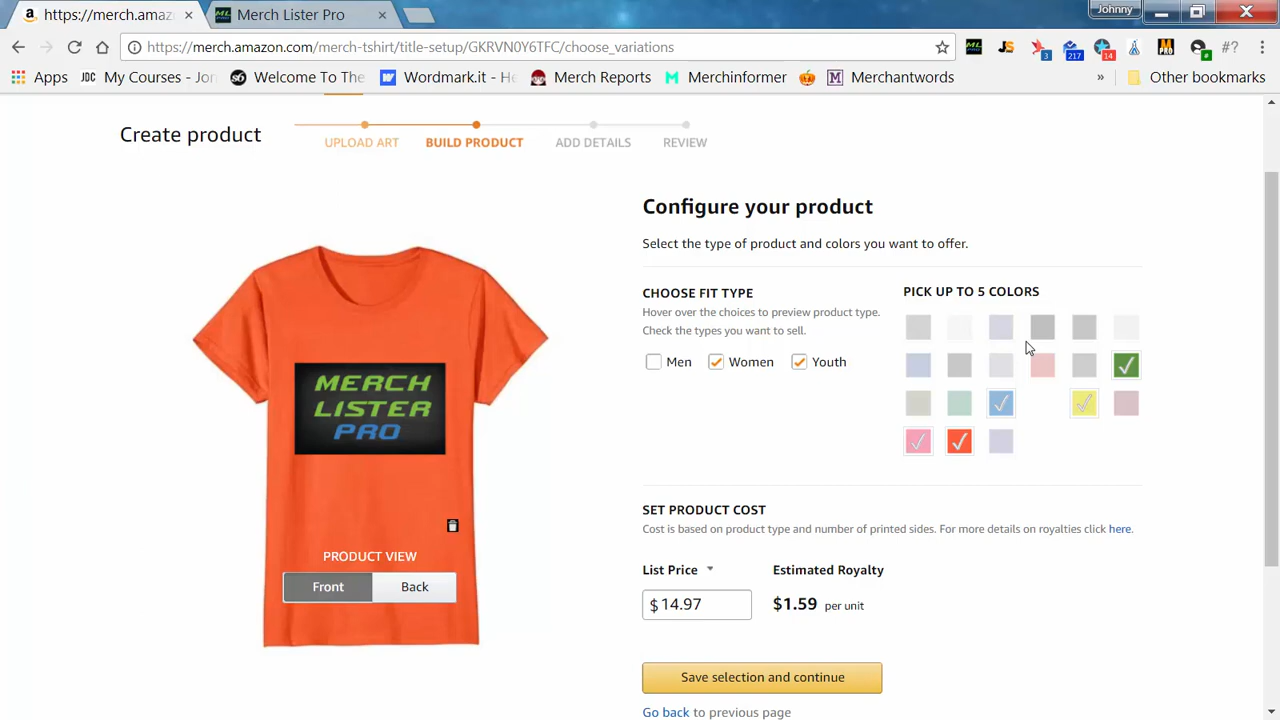 Johnny
https://merch.amaz
Merch Lister Pro
https://merch.amazon.com/merch-tshirt/title-setup/GKRVN0Y6TFC/choose_variations
3
217
14
PRO
#
#?
Apps
JDC
My Courses - Jor
Welcome To The
Wordmark.it - He
Merch Reports
Merchinformer
Merchantwords
»
Other bookmarks
Create product
UPLOAD ART
BUILD PRODUCT
ADD DETAILS
REVIEW
Configure your product
Select the type of product and colors you want to offer.
CHOOSE FIT TYPE
PICK UP TO 5 COLORS
Hover over the choices to preview product type.
Check the types you want to sell.
Men
Women
Youth
MERCH
LISTER
PRO
SET PRODUCT COST
Cost is based on product type and number of printed sides. For more details on royalties click here.
PRODUCT VIEW
Front
Back
List Price
Estimated Royalty
$14.97
$1.59 per unit
Save selection and continue
Go back to previous page